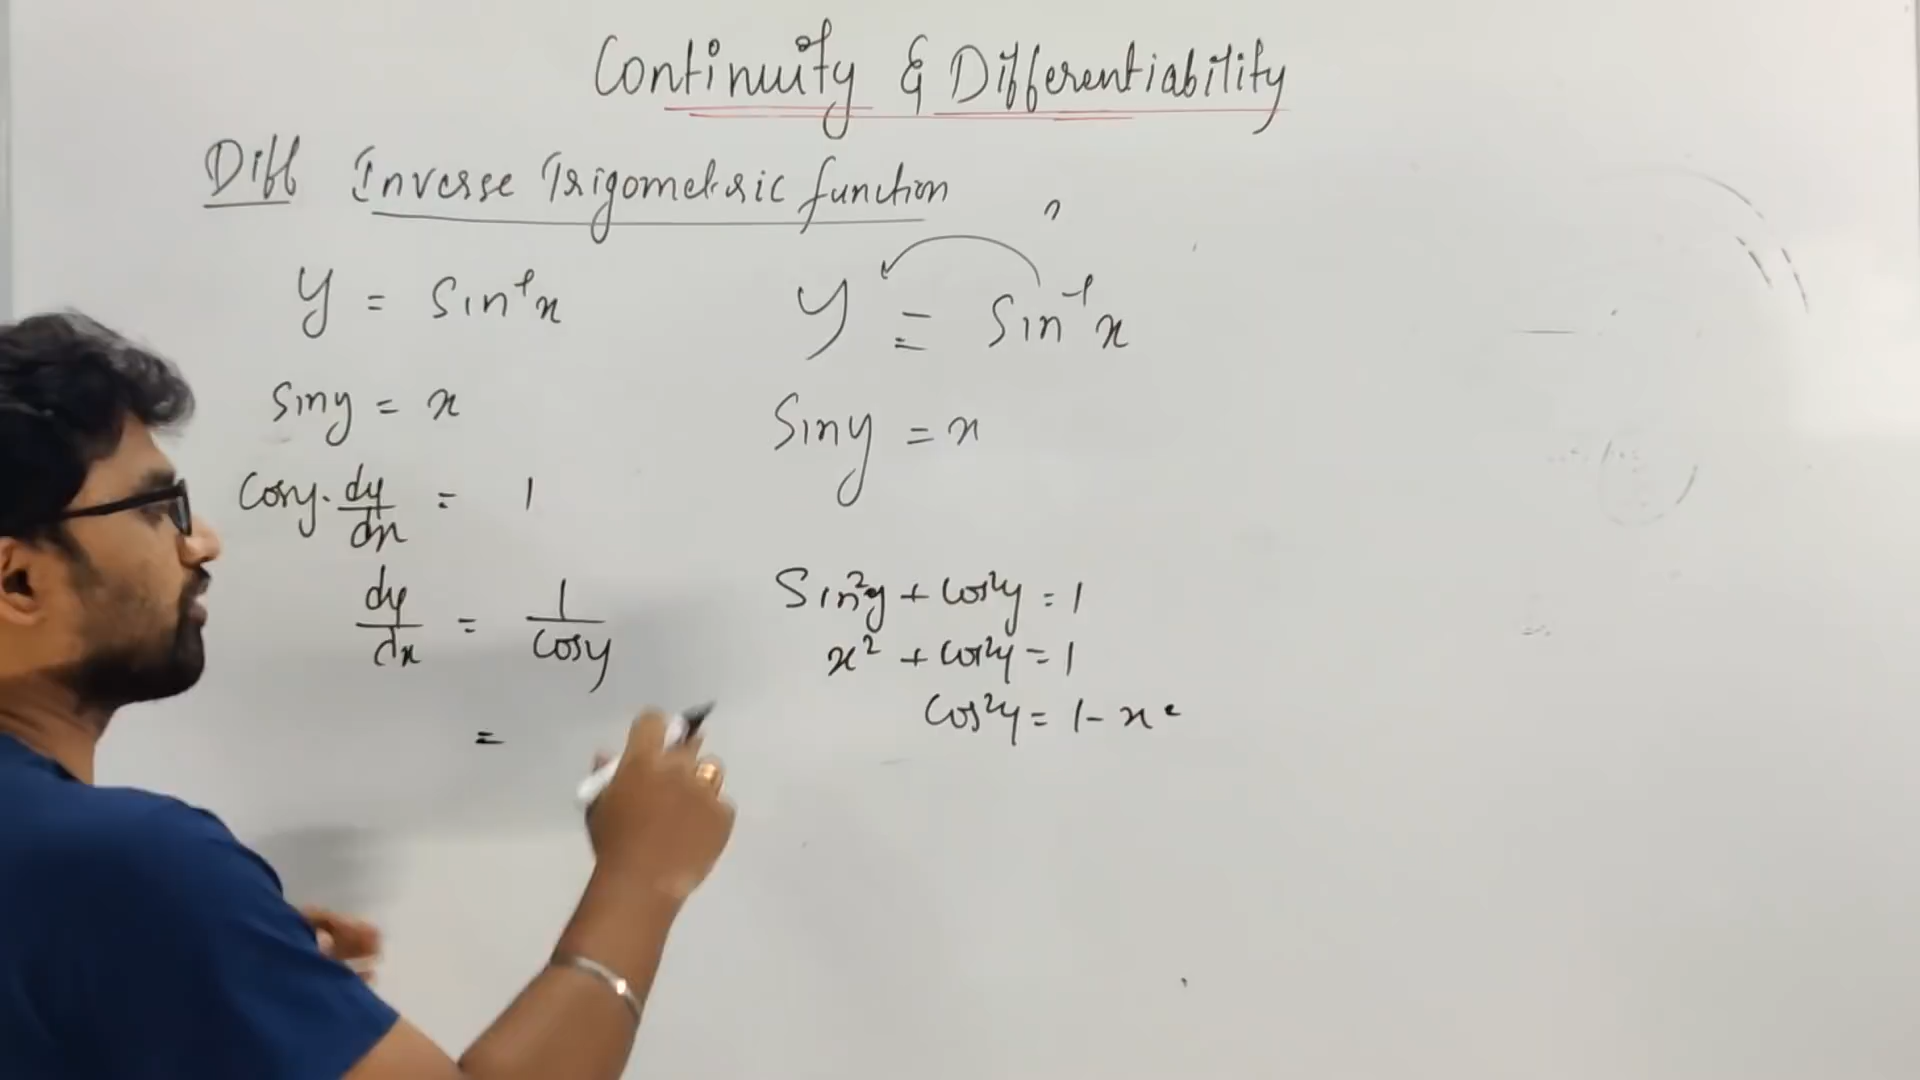 Continuity & Differentiability
Diff Inverse Trigometric function
y = Sin⁻¹x
Siny = x
Cosy. dy/dx = 1
dy/dx = 1/Cosy
=
y = Sin⁻¹x
Siny = x
Sin²y + Cos²y = 1
x² + Cos²y = 1
Cos²y = 1 - x²